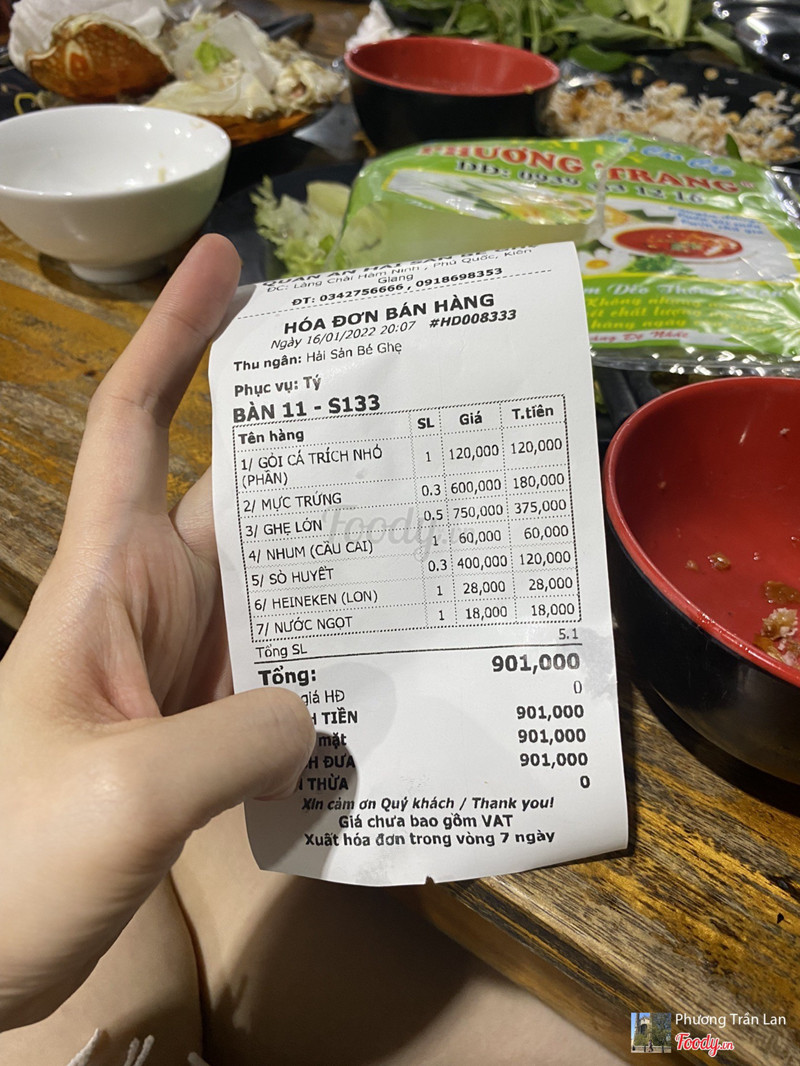 PHƯƠNG TRANG
DD: 0939
QUÁN ĂN HẢI SẢN BÉ GHẸ
ĐC: Làng Chài Hàm Ninh, Phú Quốc, Kiên
Giang
ĐT: 0342756666, 0918698353
HÓA ĐƠN BÁN HÀNG
Ngày 16/01/2022 20:07 #HD008333
Thu ngân: Hải Sản Bé Ghẹ
Phục vụ: Tý
BÀN 11 - S133
Tên hàng SL Giá T.tiên
1/ GỎI CÁ TRÍCH NHỎ 1 120,000 120,000
(PHẦN)
2/ MỰC TRỨNG 0.3 600,000 180,000
3/ GHẸ LỚN 0.5 750,000 375,000
4/ NHUM (CẦU GAI) 1 60,000 60,000
5/ SÒ HUYẾT 0.3 400,000 120,000
6/ HEINEKEN (LON) 1 28,000 28,000
7/ NƯỚC NGỌT 1 18,000 18,000
Tổng SL 5.1
Tổng: 901,000
giá HĐ 0
TIỀN 901,000
mặt 901,000
ĐƯA 901,000
THỪA 0
Xin cảm ơn Quý khách / Thank you!
Giá chưa bao gồm VAT
Xuất hóa đơn trong vòng 7 ngày
Foody.vn
Phương Trần Lan
Foody.vn